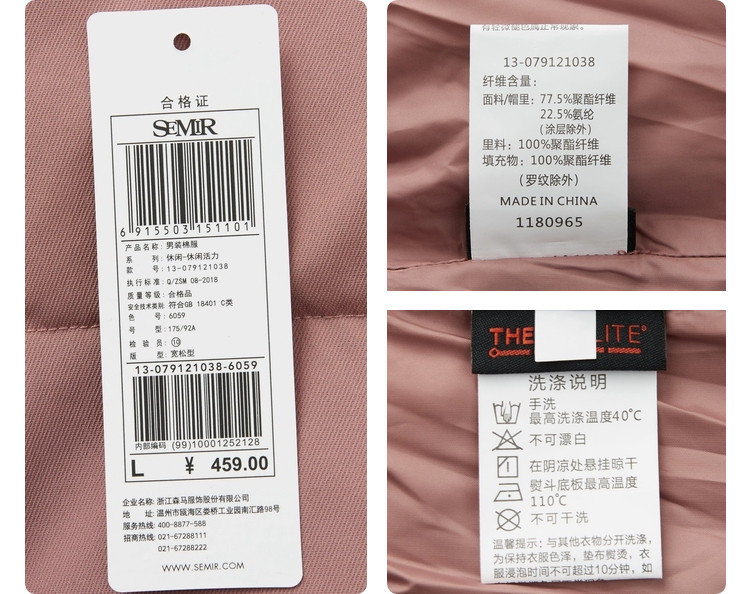 合格证
SEMIR
6 915503 151101
产品名称: 男装棉服
系 列: 休闲-休闲活力
款 号: 13-079121038
执行标准: Q/ZSM 08-2018
质量等级: 合格品
安全技术类别: 符合GB 18401 C类
色 号: 6059
号 型: 175/92A
检 验 员: ⑩
版 型: 宽松型
13-079121038-6059
内部编码 (99)10001252128
L ¥ 459.00
企业名称: 浙江森马服饰股份有限公司
地 址: 温州市瓯海区娄桥工业园南汇路98号
服务热线: 400-8877-588
招商热线: 021-67288111
021-67288222
WWW.SEMIR.COM
有轻微褪色属正常现象。
13-079121038
纤维含量:
面料/帽里: 77.5%聚酯纤维
22.5%氨纶
(涂层除外)
里料: 100%聚酯纤维
填充物: 100%聚酯纤维
(罗纹除外)
MADE IN CHINA
1180965
THE LITE®
洗涤说明
手洗
最高洗涤温度40℃
不可漂白
在阴凉处悬挂晾干
熨斗底板最高温度
110℃
不可干洗
温馨提示: 与其他衣物分开洗涤,
为保持衣服色泽, 垫布熨烫, 衣
服浸泡时间不可超过10分钟, 如